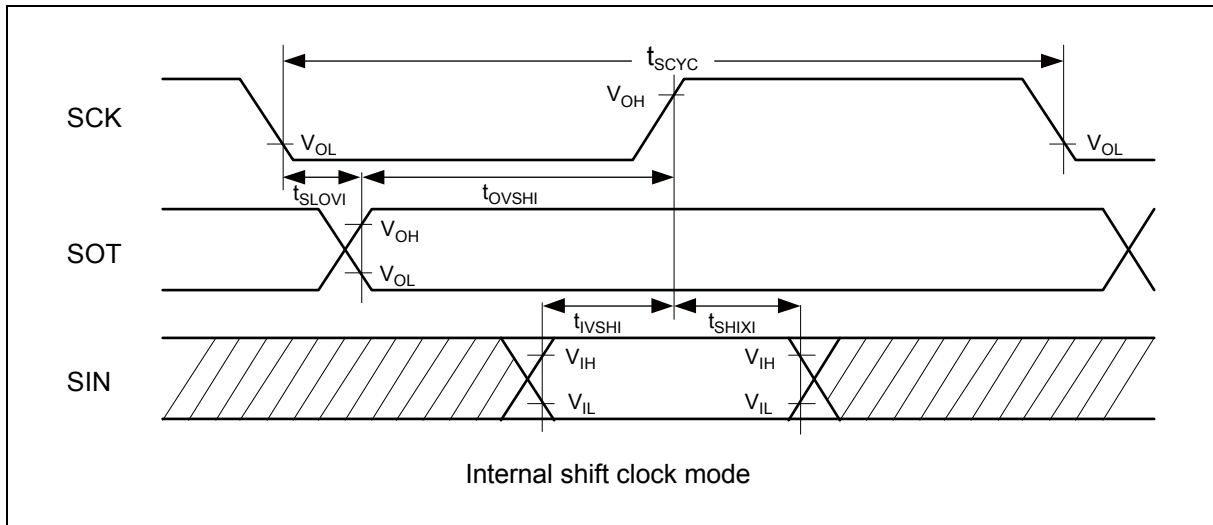 tSCYC
SCK
VOH
VOL
VOL
tSLOVI
tOVSHI
SOT
VOH
VOL
tIVSHI
tSHIXI
SIN
VIH
VIH
VIL
VIL
Internal shift clock mode